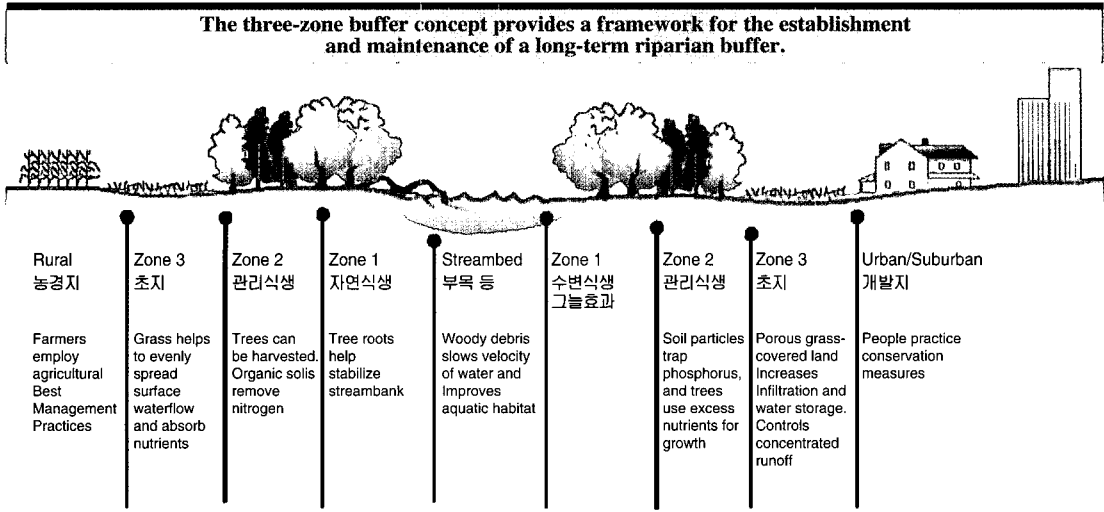 The three-zone buffer concept provides a framework for the establishment
and maintenance of a long-term riparian buffer.
Rural
농경지
Farmers
employ
agricultural
Best
Management
Practices
Zone 3
초지
Grass helps
to evenly
spread
surface
waterflow
and absorb
nutrients
Zone 2
관리식생
Trees can
be harvested.
Organic solis
remove
nitrogen
Zone 1
자연식생
Tree roots
help
stabilize
streambank
Streambed
부목 등
Woody debris
slows velocity
of water and
Improves
aquatic habitat
Zone 1
수변식생
그늘효과
Zone 2
관리식생
Soil particles
trap
phosphorus,
and trees
use excess
nutrients for
growth
Zone 3
초지
Porous grass-
covered land
Increases
Infiltration and
water storage.
Controls
concentrated
runoff
Urban/Suburban
개발지
People practice
conservation
measures